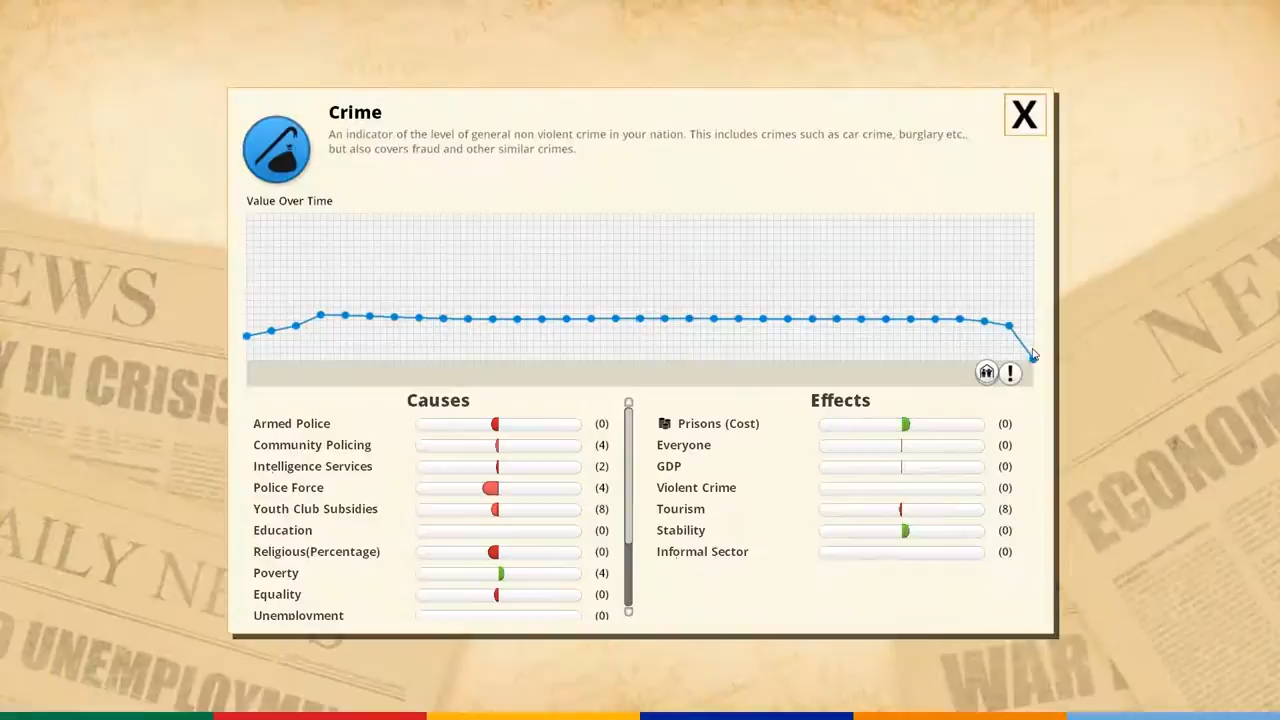 Crime
X
An indicator of the level of general non violent crime in your nation. This includes crimes such as car crime, burglary etc.,
but also covers fraud and other similar crimes.
Value Over Time
!
Causes
Effects
Armed Police (0)
Community Policing (4)
Intelligence Services (2)
Police Force (4)
Youth Club Subsidies (8)
Education (0)
Religious(Percentage) (0)
Poverty (4)
Equality (0)
Unemployment (0)
Prisons (Cost) (0)
Everyone (0)
GDP (0)
Violent Crime (0)
Tourism (8)
Stability (0)
Informal Sector (0)
EWS
Y IN CRISIS
AILY NE
D UNEMPLOYM
NE
ECONOM
WAR